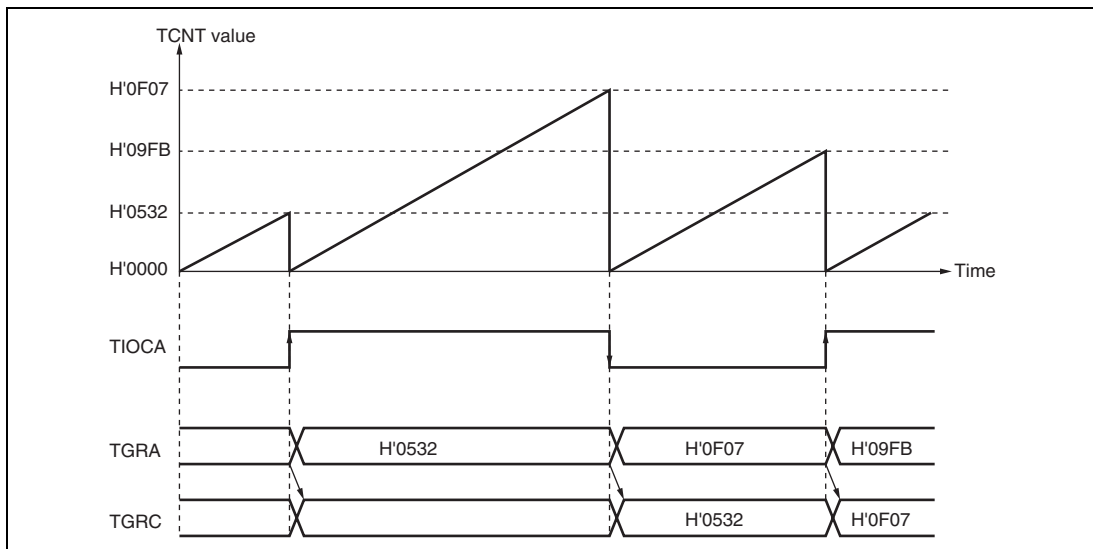 TCNT value
H'0F07
H'09FB
H'0532
H'0000
Time
TIOCA
TGRA
H'0532
H'0F07
H'09FB
TGRC
H'0532
H'0F07